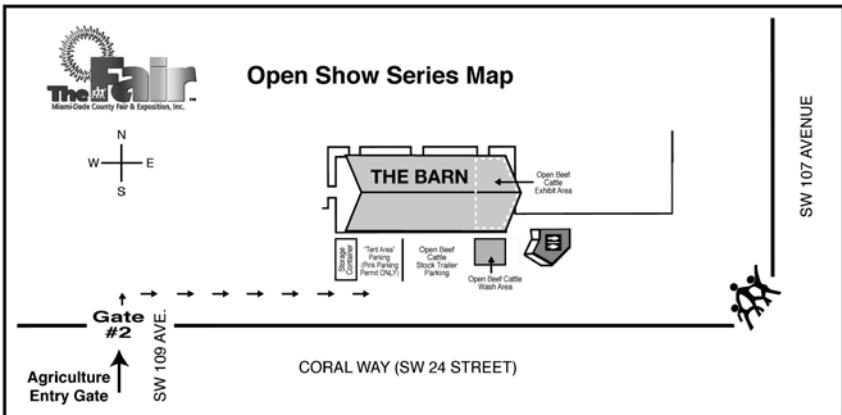 The Fair
Miami-Dade County Fair & Exposition, Inc.
Open Show Series Map
N
W E
S
THE BARN
Open Beef
Cattle
Exhibit Area
SW 107 AVENUE
Storage
Container
"Tent Area"
Parking
(Pink Parking
Permit ONLY)
Open Beef
Cattle
Stock Trailer
Parking
Open Beef Cattle
Wash Area
Gate
#2
SW 109 AVE.
CORAL WAY (SW 24 STREET)
Agriculture
Entry Gate